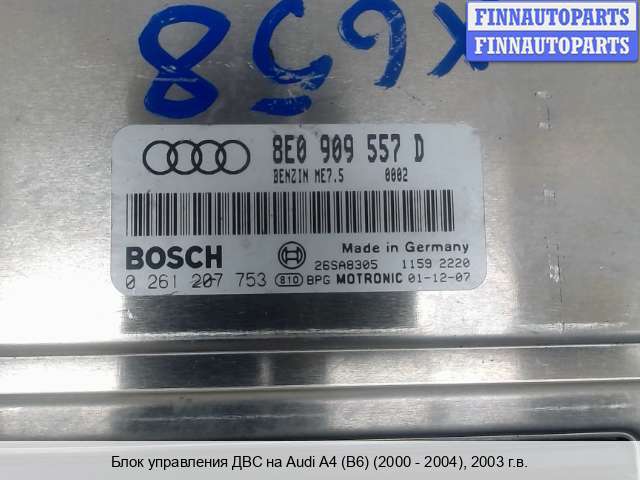 FINNAUTOPARTS
FINNAUTOPARTS
x658
8E0 909 557 D
BENZIN ME7.5 0002
BOSCH
Made in Germany
26SA8305 1159 2220
0 261 207 753 810 BPG MOTRONIC 01-12-07
Блок управления ДВС на Audi A4 (B6) (2000 - 2004), 2003 г.в.